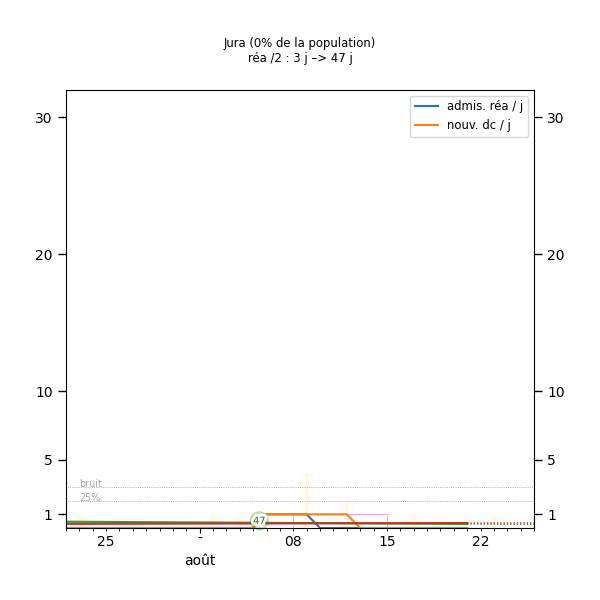 Jura (0% de la population)
réa /2 : 3 j –> 47 j
admis. réa / j
nouv. dc / j
30
30
20
20
10
10
5
5
bruit
25%
1
1
47
25
-
08
15
22
août